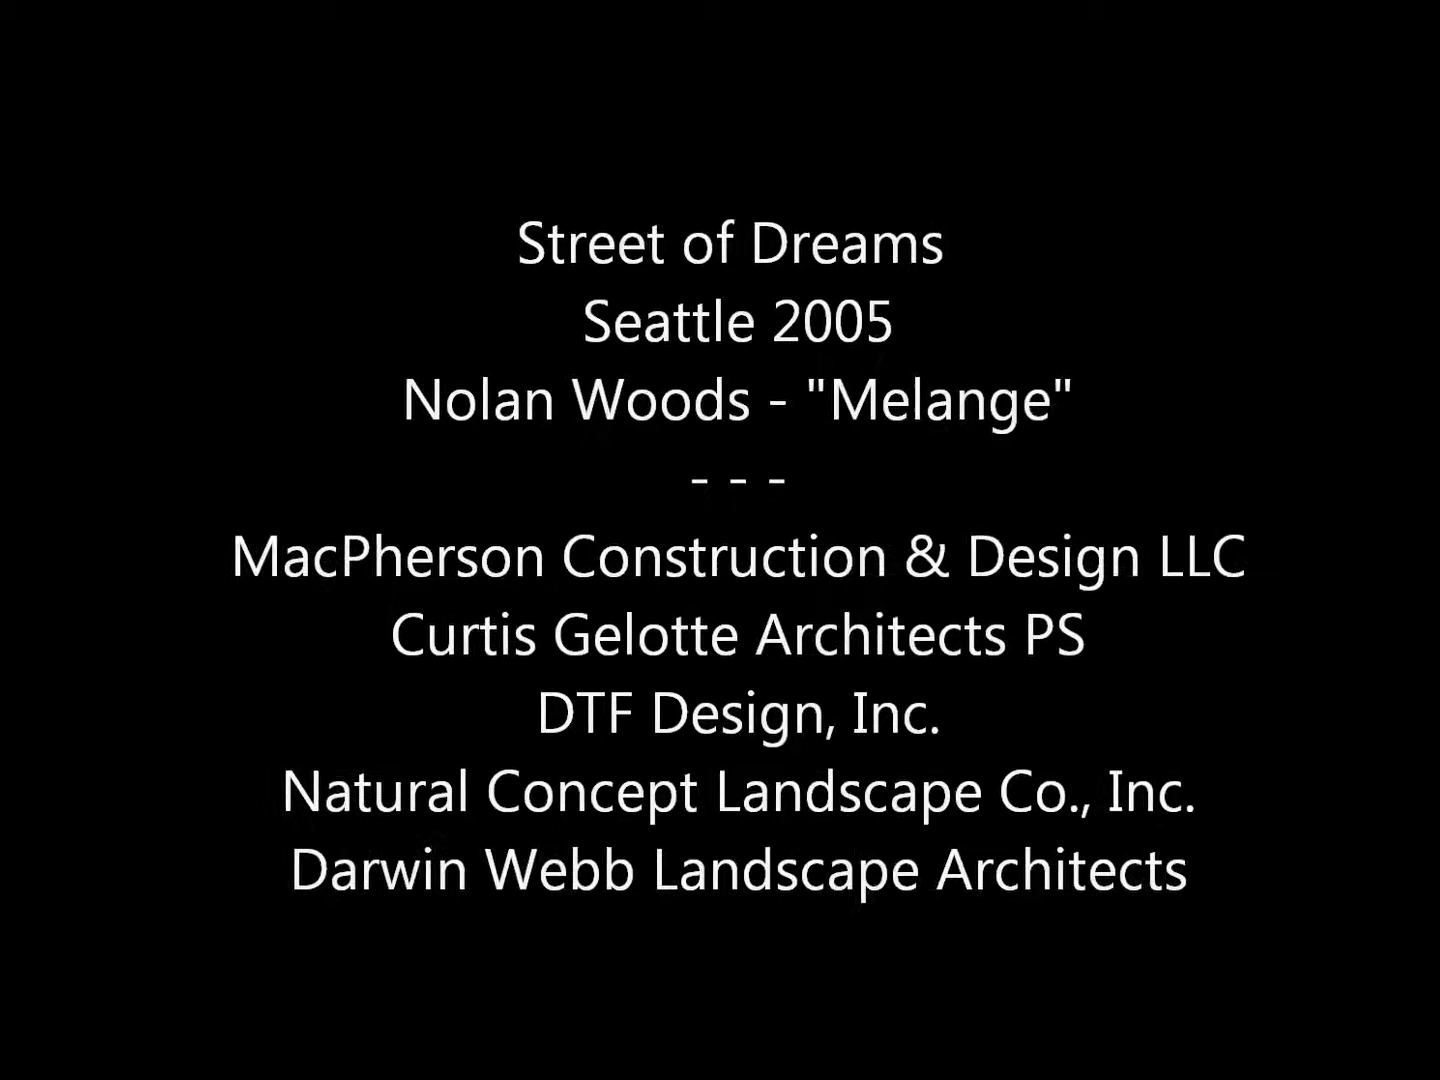 Street of Dreams
Seattle 2005
Nolan Woods - "Melange"
- - -
MacPherson Construction & Design LLC
Curtis Gelotte Architects PS
DTF Design, Inc.
Natural Concept Landscape Co., Inc.
Darwin Webb Landscape Architects